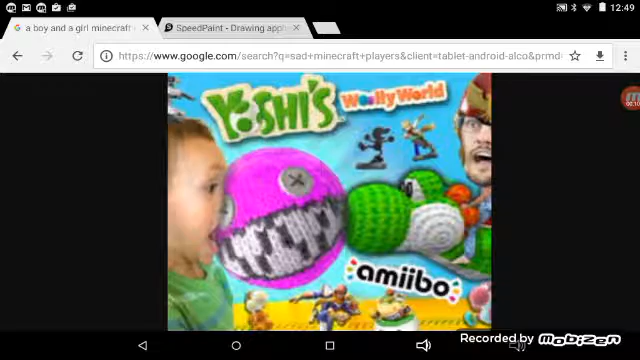 12:49
a boy and a girl minecraft
SpeedPaint - Drawing app
https://www.google.com/search?q=sad+minecraft+players&client=tablet-android-alco&prmd
YOSHI'S
Woolly World
amiibo
Recorded by
Mobizen